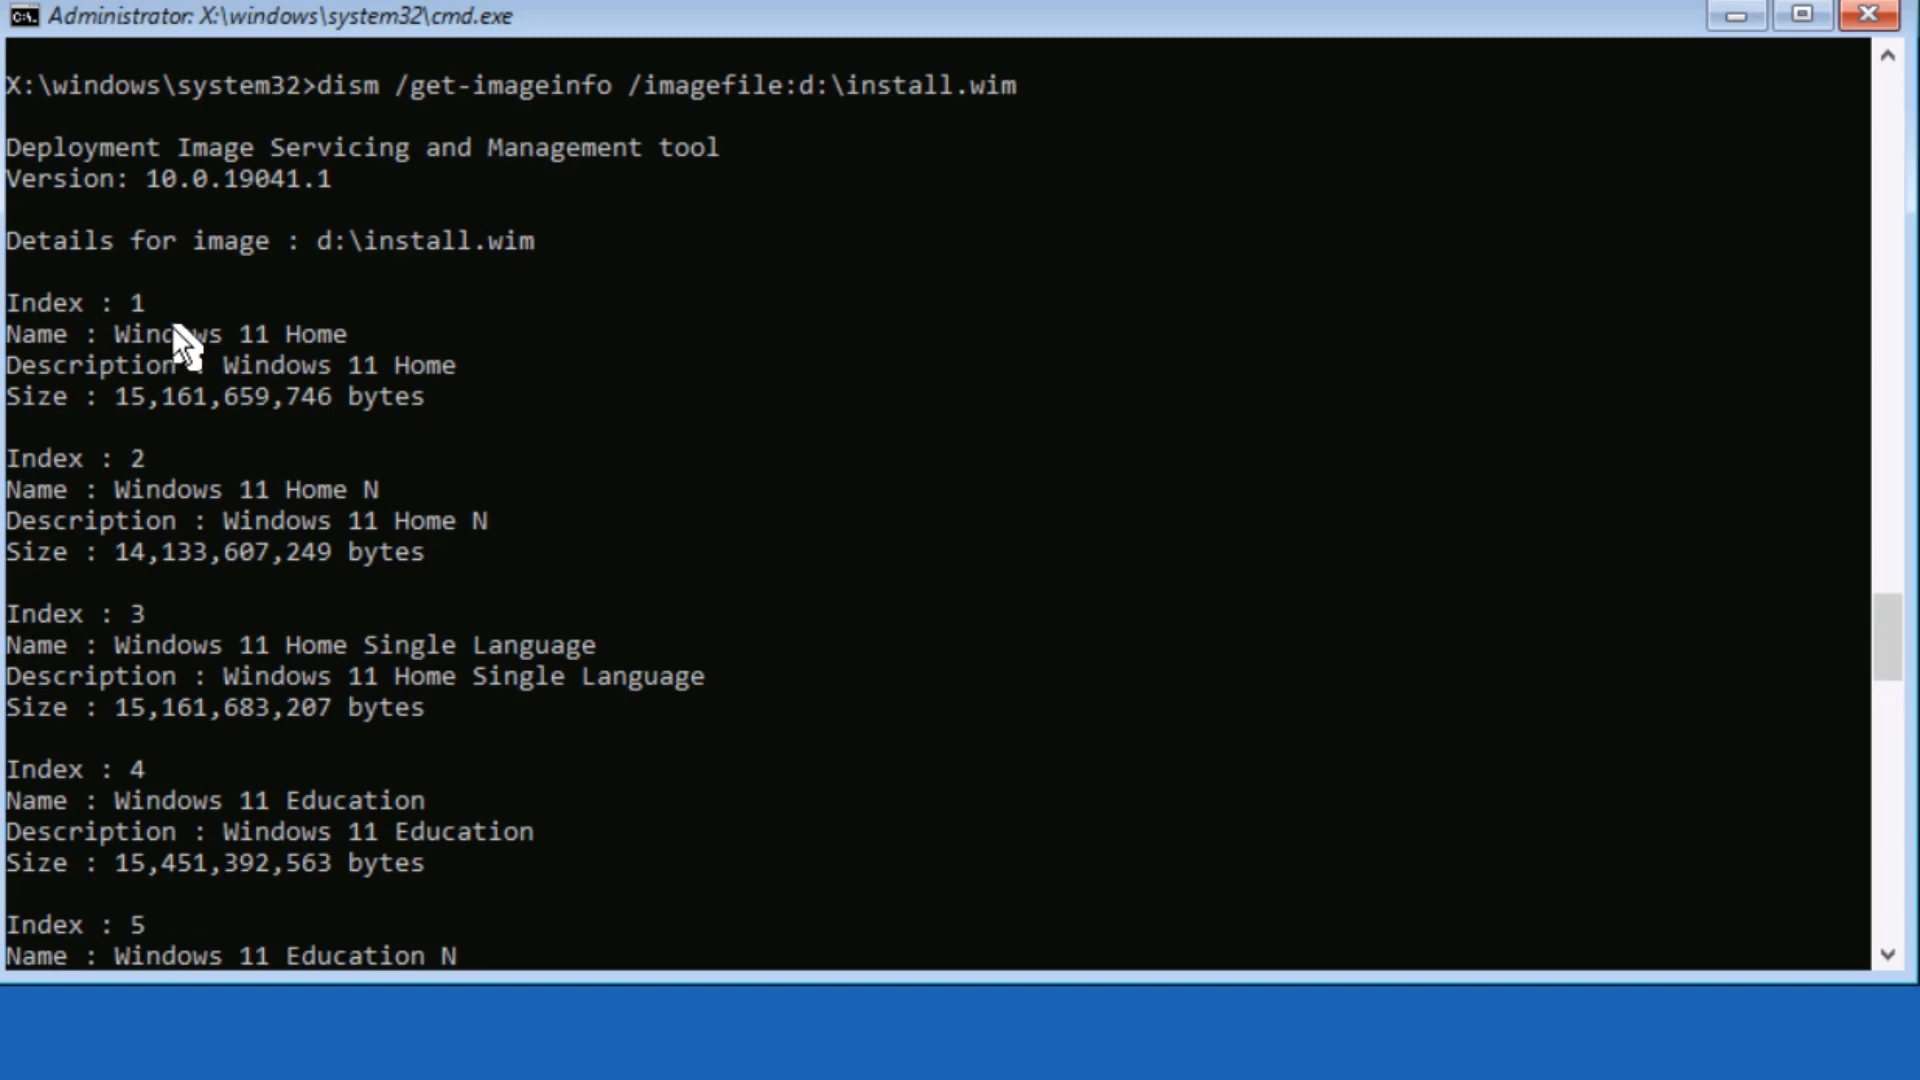 Administrator: X:\windows\system32\cmd.exe
X:\windows\system32>dism /get-imageinfo /imagefile:d:\install.wim
Deployment Image Servicing and Management tool
Version: 10.0.19041.1
Details for image : d:\install.wim
Index : 1
Name : Windows 11 Home
Description : Windows 11 Home
Size : 15,161,659,746 bytes
Index : 2
Name : Windows 11 Home N
Description : Windows 11 Home N
Size : 14,133,607,249 bytes
Index : 3
Name : Windows 11 Home Single Language
Description : Windows 11 Home Single Language
Size : 15,161,683,207 bytes
Index : 4
Name : Windows 11 Education
Description : Windows 11 Education
Size : 15,451,392,563 bytes
Index : 5
Name : Windows 11 Education N